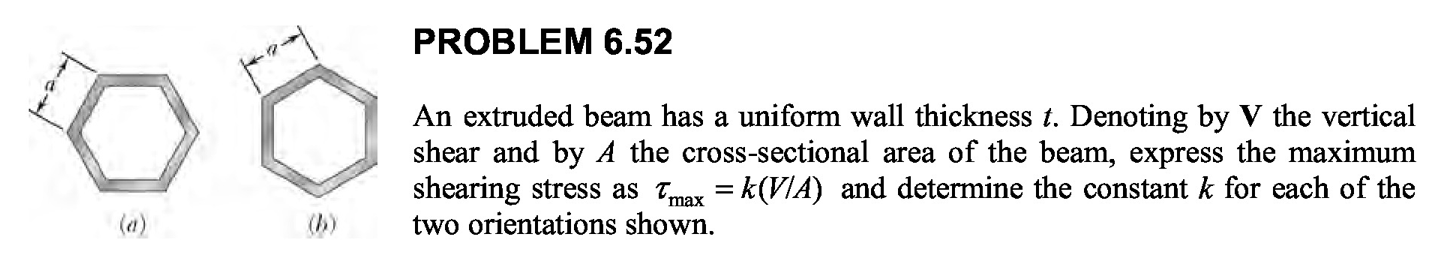 PROBLEM 6.52
a
a
An extruded beam has a uniform wall thickness t. Denoting by V the vertical
shear and by A the cross-sectional area of the beam, express the maximum
shearing stress as τmax = k(V/A) and determine the constant k for each of the
two orientations shown.
(a)
(b)